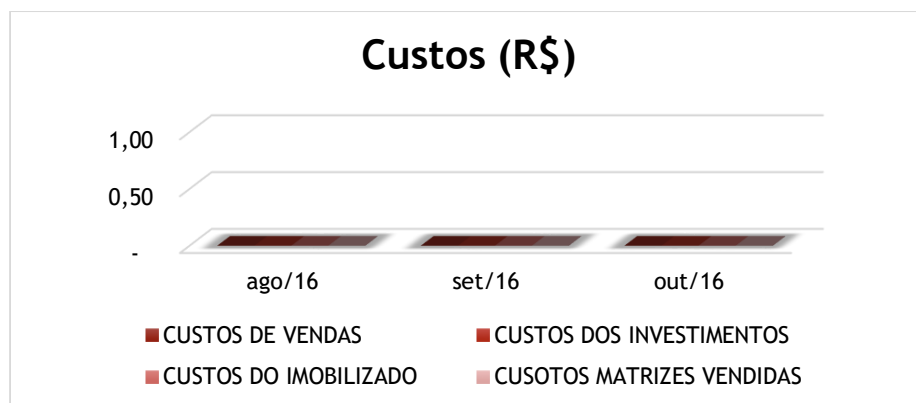 Custos (R$)
1,00
0,50
-
ago/16 set/16 out/16
CUSTOS DE VENDAS CUSTOS DOS INVESTIMENTOS
CUSTOS DO IMOBILIZADO CUSOTOS MATRIZES VENDIDAS